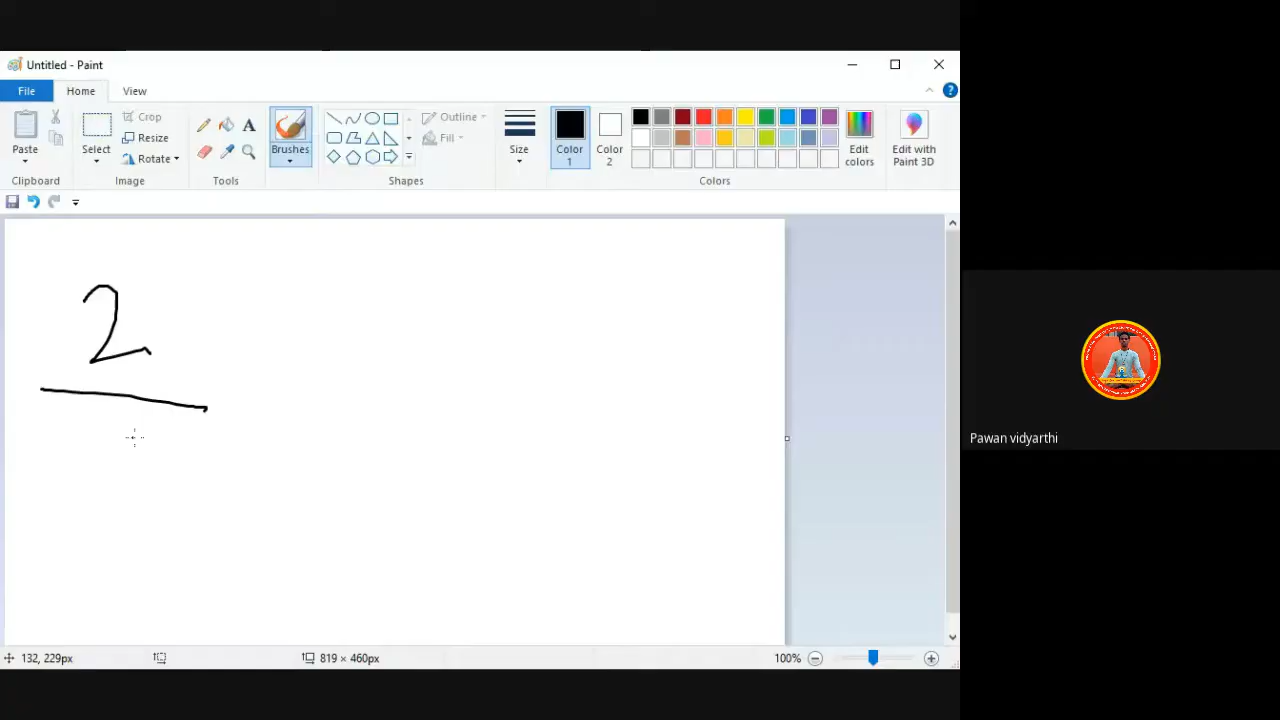 Untitled - Paint
File Home View
Paste
Select
Crop
Resize
Rotate
Brushes
Outline
Fill
Size
Color 1
Color 2
Edit colors
Edit with Paint 3D
Clipboard Image Tools Shapes Colors
2
Pawan vidyarthi
132, 229px 819 × 460px 100%